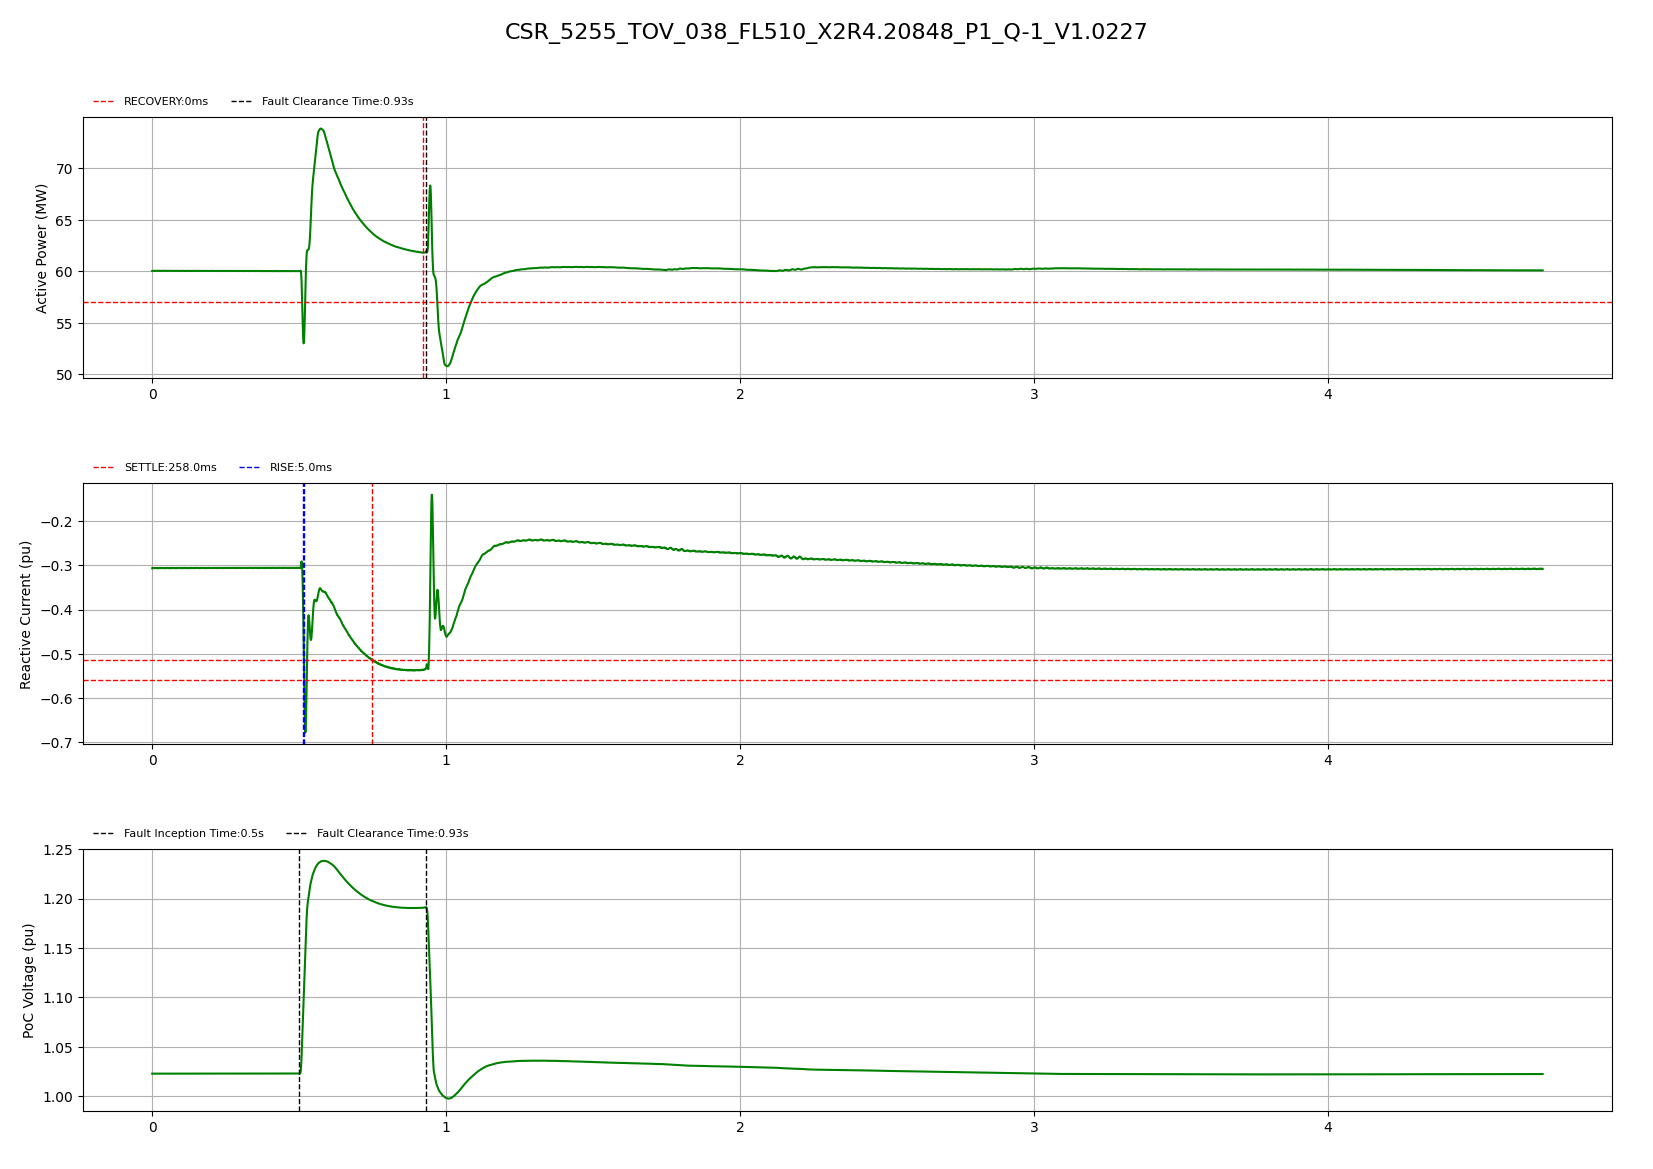 CSR_5255_TOV_038_FL510_X2R4.20848_P1_Q-1_V1.0227
RECOVERY:0ms Fault Clearance Time:0.93s
Active Power (MW)
70
65
60
55
50
0 1 2 3 4
SETTLE:258.0ms RISE:5.0ms
Reactive Current (pu)
−0.2
−0.3
−0.4
−0.5
−0.6
−0.7
0 1 2 3 4
Fault Inception Time:0.5s Fault Clearance Time:0.93s
PoC Voltage (pu)
1.25
1.20
1.15
1.10
1.05
1.00
0 1 2 3 4